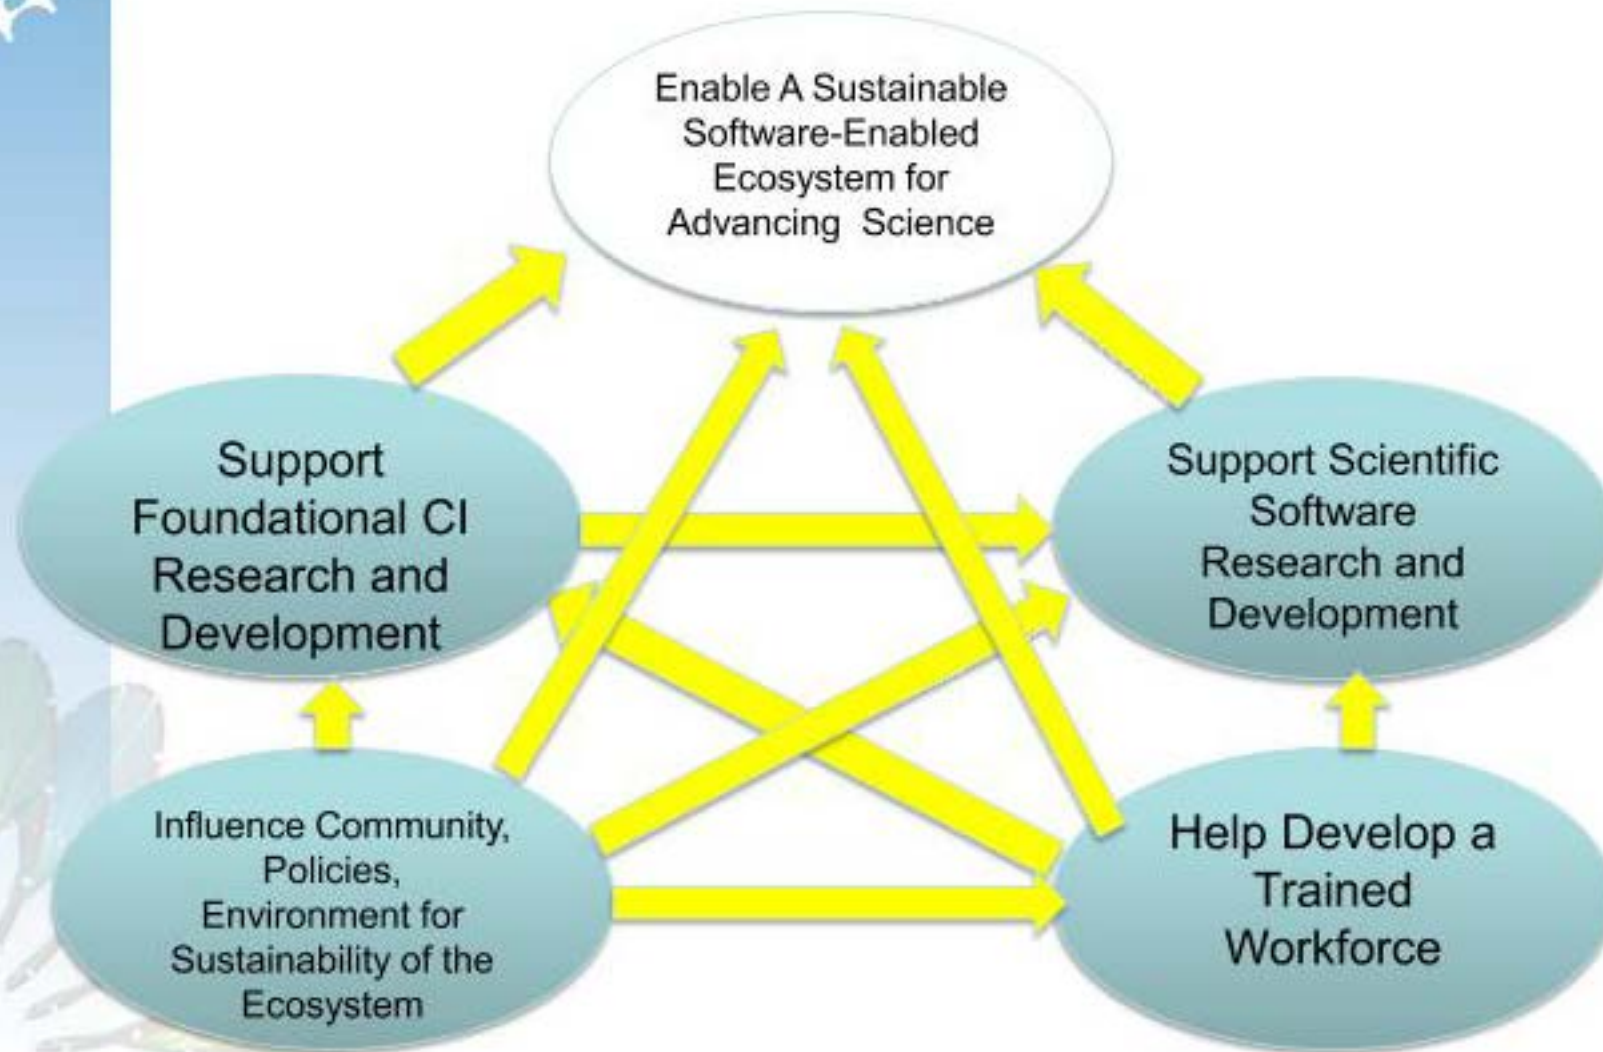 Enable A Sustainable
Software-Enabled
Ecosystem for
Advancing Science
Support
Foundational CI
Research and
Development
Support Scientific
Software
Research and
Development
Influence Community,
Policies,
Environment for
Sustainability of the
Ecosystem
Help Develop a
Trained
Workforce